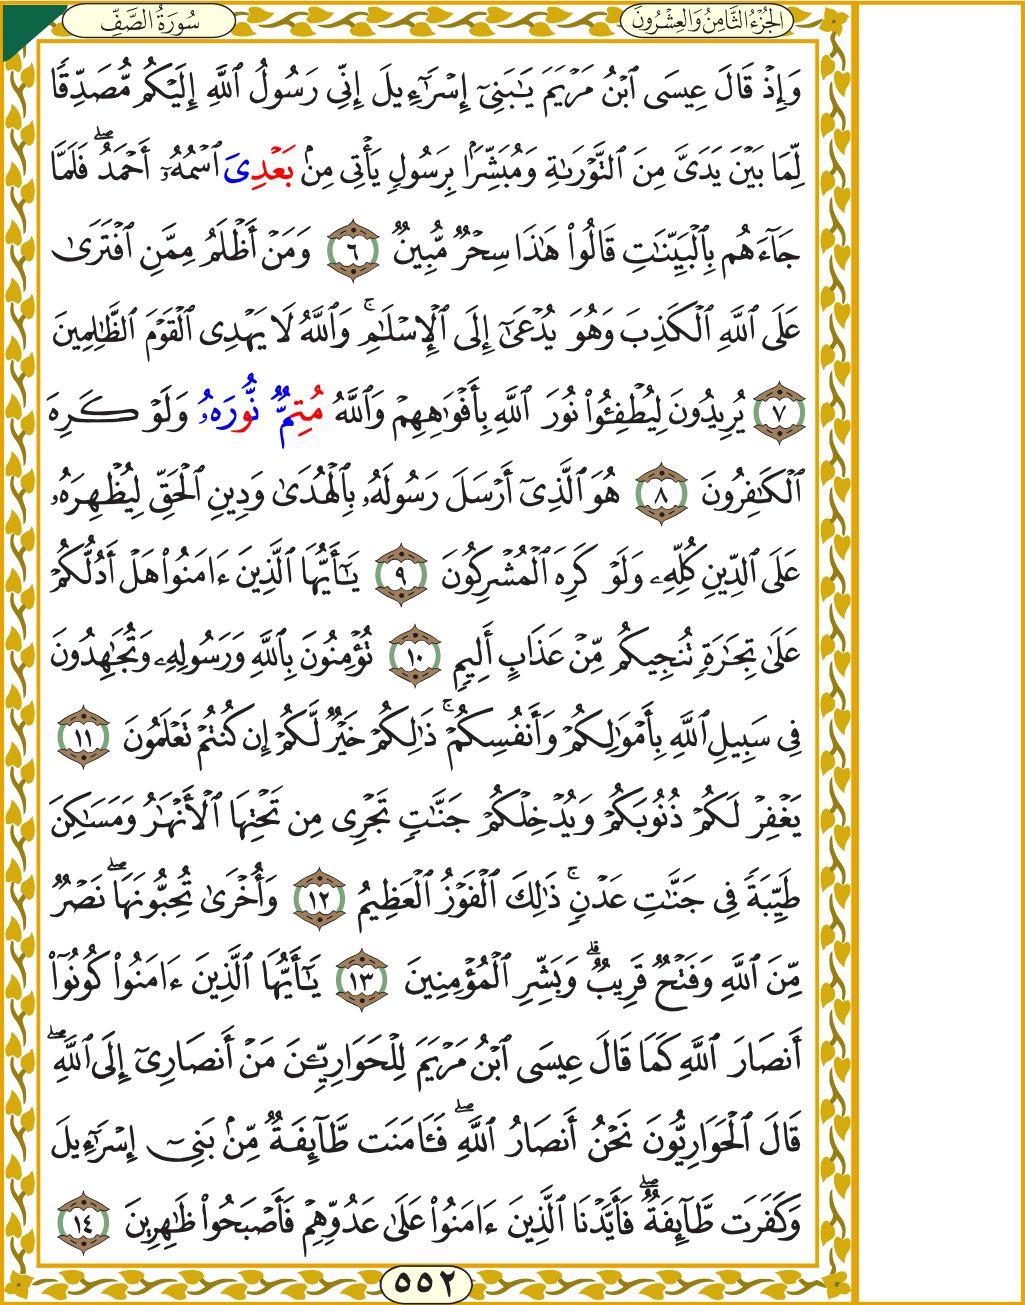 سُورَةُ الصَّفِّ
الجُزْءُ الثَّامِنُ وَالعِشْرُونَ
وَإِذۡ قَالَ عِيسَى ٱبۡنُ مَرۡيَمَ يَٰبَنِيٓ إِسۡرَٰٓءِيلَ إِنِّي رَسُولُ ٱللَّهِ إِلَيۡكُم مُّصَدِّقٗا
لِّمَا بَيۡنَ يَدَيَّ مِنَ ٱلتَّوۡرَىٰةِ وَمُبَشِّرَۢا بِرَسُولٖ يَأۡتِي مِنۢ بَعۡدِيَ ٱسۡمُهُۥٓ أَحۡمَدُۖ فَلَمَّا
جَآءَهُم بِٱلۡبَيِّنَٰتِ قَالُواْ هَٰذَا سِحۡرٞ مُّبِينٞ ٦ وَمَنۡ أَظۡلَمُ مِمَّنِ ٱفۡتَرَىٰ
عَلَى ٱللَّهِ ٱلۡكَذِبَ وَهُوَ يُدۡعَىٰٓ إِلَى ٱلۡإِسۡلَٰمِۚ وَٱللَّهُ لَا يَهۡدِي ٱلۡقَوۡمَ ٱلظَّٰلِمِينَ
٧ يُرِيدُونَ لِيُطۡفِـُٔواْ نُورَ ٱللَّهِ بِأَفۡوَٰهِهِمۡ وَٱللَّهُ مُتِمّٞ نُّورَهُۥ وَلَوۡ كَرِهَ
ٱلۡكَٰفِرُونَ ٨ هُوَ ٱلَّذِيٓ أَرۡسَلَ رَسُولَهُۥ بِٱلۡهُدَىٰ وَدِينِ ٱلۡحَقِّ لِيُظۡهِرَهُۥ
عَلَى ٱلدِّينِ كُلِّهِۦ وَلَوۡ كَرِهَ ٱلۡمُشۡرِكُونَ ٩ يَٰٓأَيُّهَا ٱلَّذِينَ ءَامَنُواْ هَلۡ أَدُلُّكُمۡ
عَلَىٰ تِجَٰرَةٖ تُنجِيكُم مِّنۡ عَذَابٍ أَلِيمٖ ١٠ تُؤۡمِنُونَ بِٱللَّهِ وَرَسُولِهِۦ وَتُجَٰهِدُونَ
فِي سَبِيلِ ٱللَّهِ بِأَمۡوَٰلِكُمۡ وَأَنفُسِكُمۡۚ ذَٰلِكُمۡ خَيۡرٞ لَّكُمۡ إِن كُنتُمۡ تَعۡلَمُونَ ١١
يَغۡفِرۡ لَكُمۡ ذُنُوبَكُمۡ وَيُدۡخِلۡكُمۡ جَنَّٰتٖ تَجۡرِي مِن تَحۡتِهَا ٱلۡأَنۡهَٰرُ وَمَسَٰكِنَ
طَيِّبَةٗ فِي جَنَّٰتِ عَدۡنٖۚ ذَٰلِكَ ٱلۡفَوۡزُ ٱلۡعَظِيمُ ١٢ وَأُخۡرَىٰ تُحِبُّونَهَاۖ نَصۡرٞ
مِّنَ ٱللَّهِ وَفَتۡحٞ قَرِيبٞۗ وَبَشِّرِ ٱلۡمُؤۡمِنِينَ ١٣ يَٰٓأَيُّهَا ٱلَّذِينَ ءَامَنُواْ كُونُوٓاْ
أَنصَارَ ٱللَّهِ كَمَا قَالَ عِيسَى ٱبۡنُ مَرۡيَمَ لِلۡحَوَارِيِّـۧنَ مَنۡ أَنصَارِيٓ إِلَى ٱللَّهِۖ
قَالَ ٱلۡحَوَارِيُّونَ نَحۡنُ أَنصَارُ ٱللَّهِۖ فَـَٔامَنَت طَّآئِفَةٞ مِّنۢ بَنِيٓ إِسۡرَٰٓءِيلَ
وَكَفَرَت طَّآئِفَةٞۖ فَأَيَّدۡنَا ٱلَّذِينَ ءَامَنُواْ عَلَىٰ عَدُوِّهِمۡ فَأَصۡبَحُواْ ظَٰهِرِينَ ١٤
٥٥٢